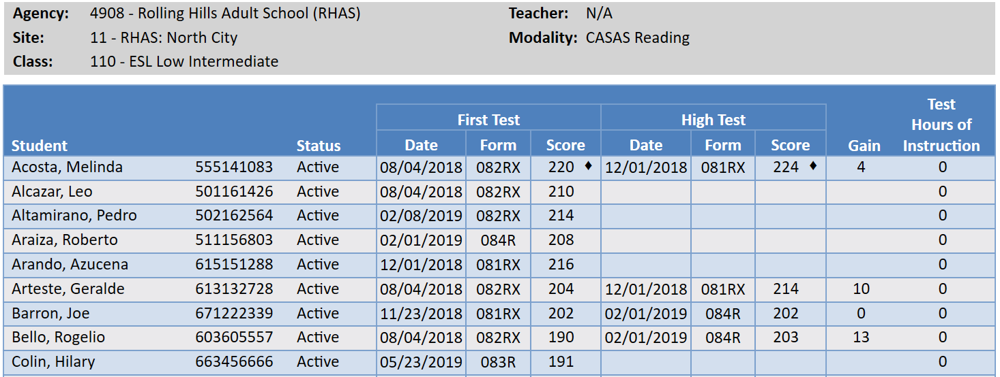 Agency: 4908 - Rolling Hills Adult School (RHAS) Teacher: N/A
Site: 11 - RHAS: North City Modality: CASAS Reading
Class: 110 - ESL Low Intermediate
First Test High Test Test Hours of Instruction
Student Status Date Form Score Date Form Score Gain
Acosta, Melinda 555141083 Active 08/04/2018 082RX 220 ♦ 12/01/2018 081RX 224 ♦ 4 0
Alcazar, Leo 501161426 Active 08/04/2018 082RX 210 0
Altamirano, Pedro 502162564 Active 02/08/2019 082RX 214 0
Araiza, Roberto 511156803 Active 02/01/2019 084R 208 0
Arando, Azucena 615151288 Active 12/01/2018 081RX 216 0
Arteste, Geralde 613132728 Active 08/04/2018 082RX 204 12/01/2018 081RX 214 10 0
Barron, Joe 671222339 Active 11/23/2018 081RX 202 02/01/2019 084R 202 0 0
Bello, Rogelio 603605557 Active 08/04/2018 082RX 190 02/01/2019 084R 203 13 0
Colin, Hilary 663456666 Active 05/23/2019 083R 191 0